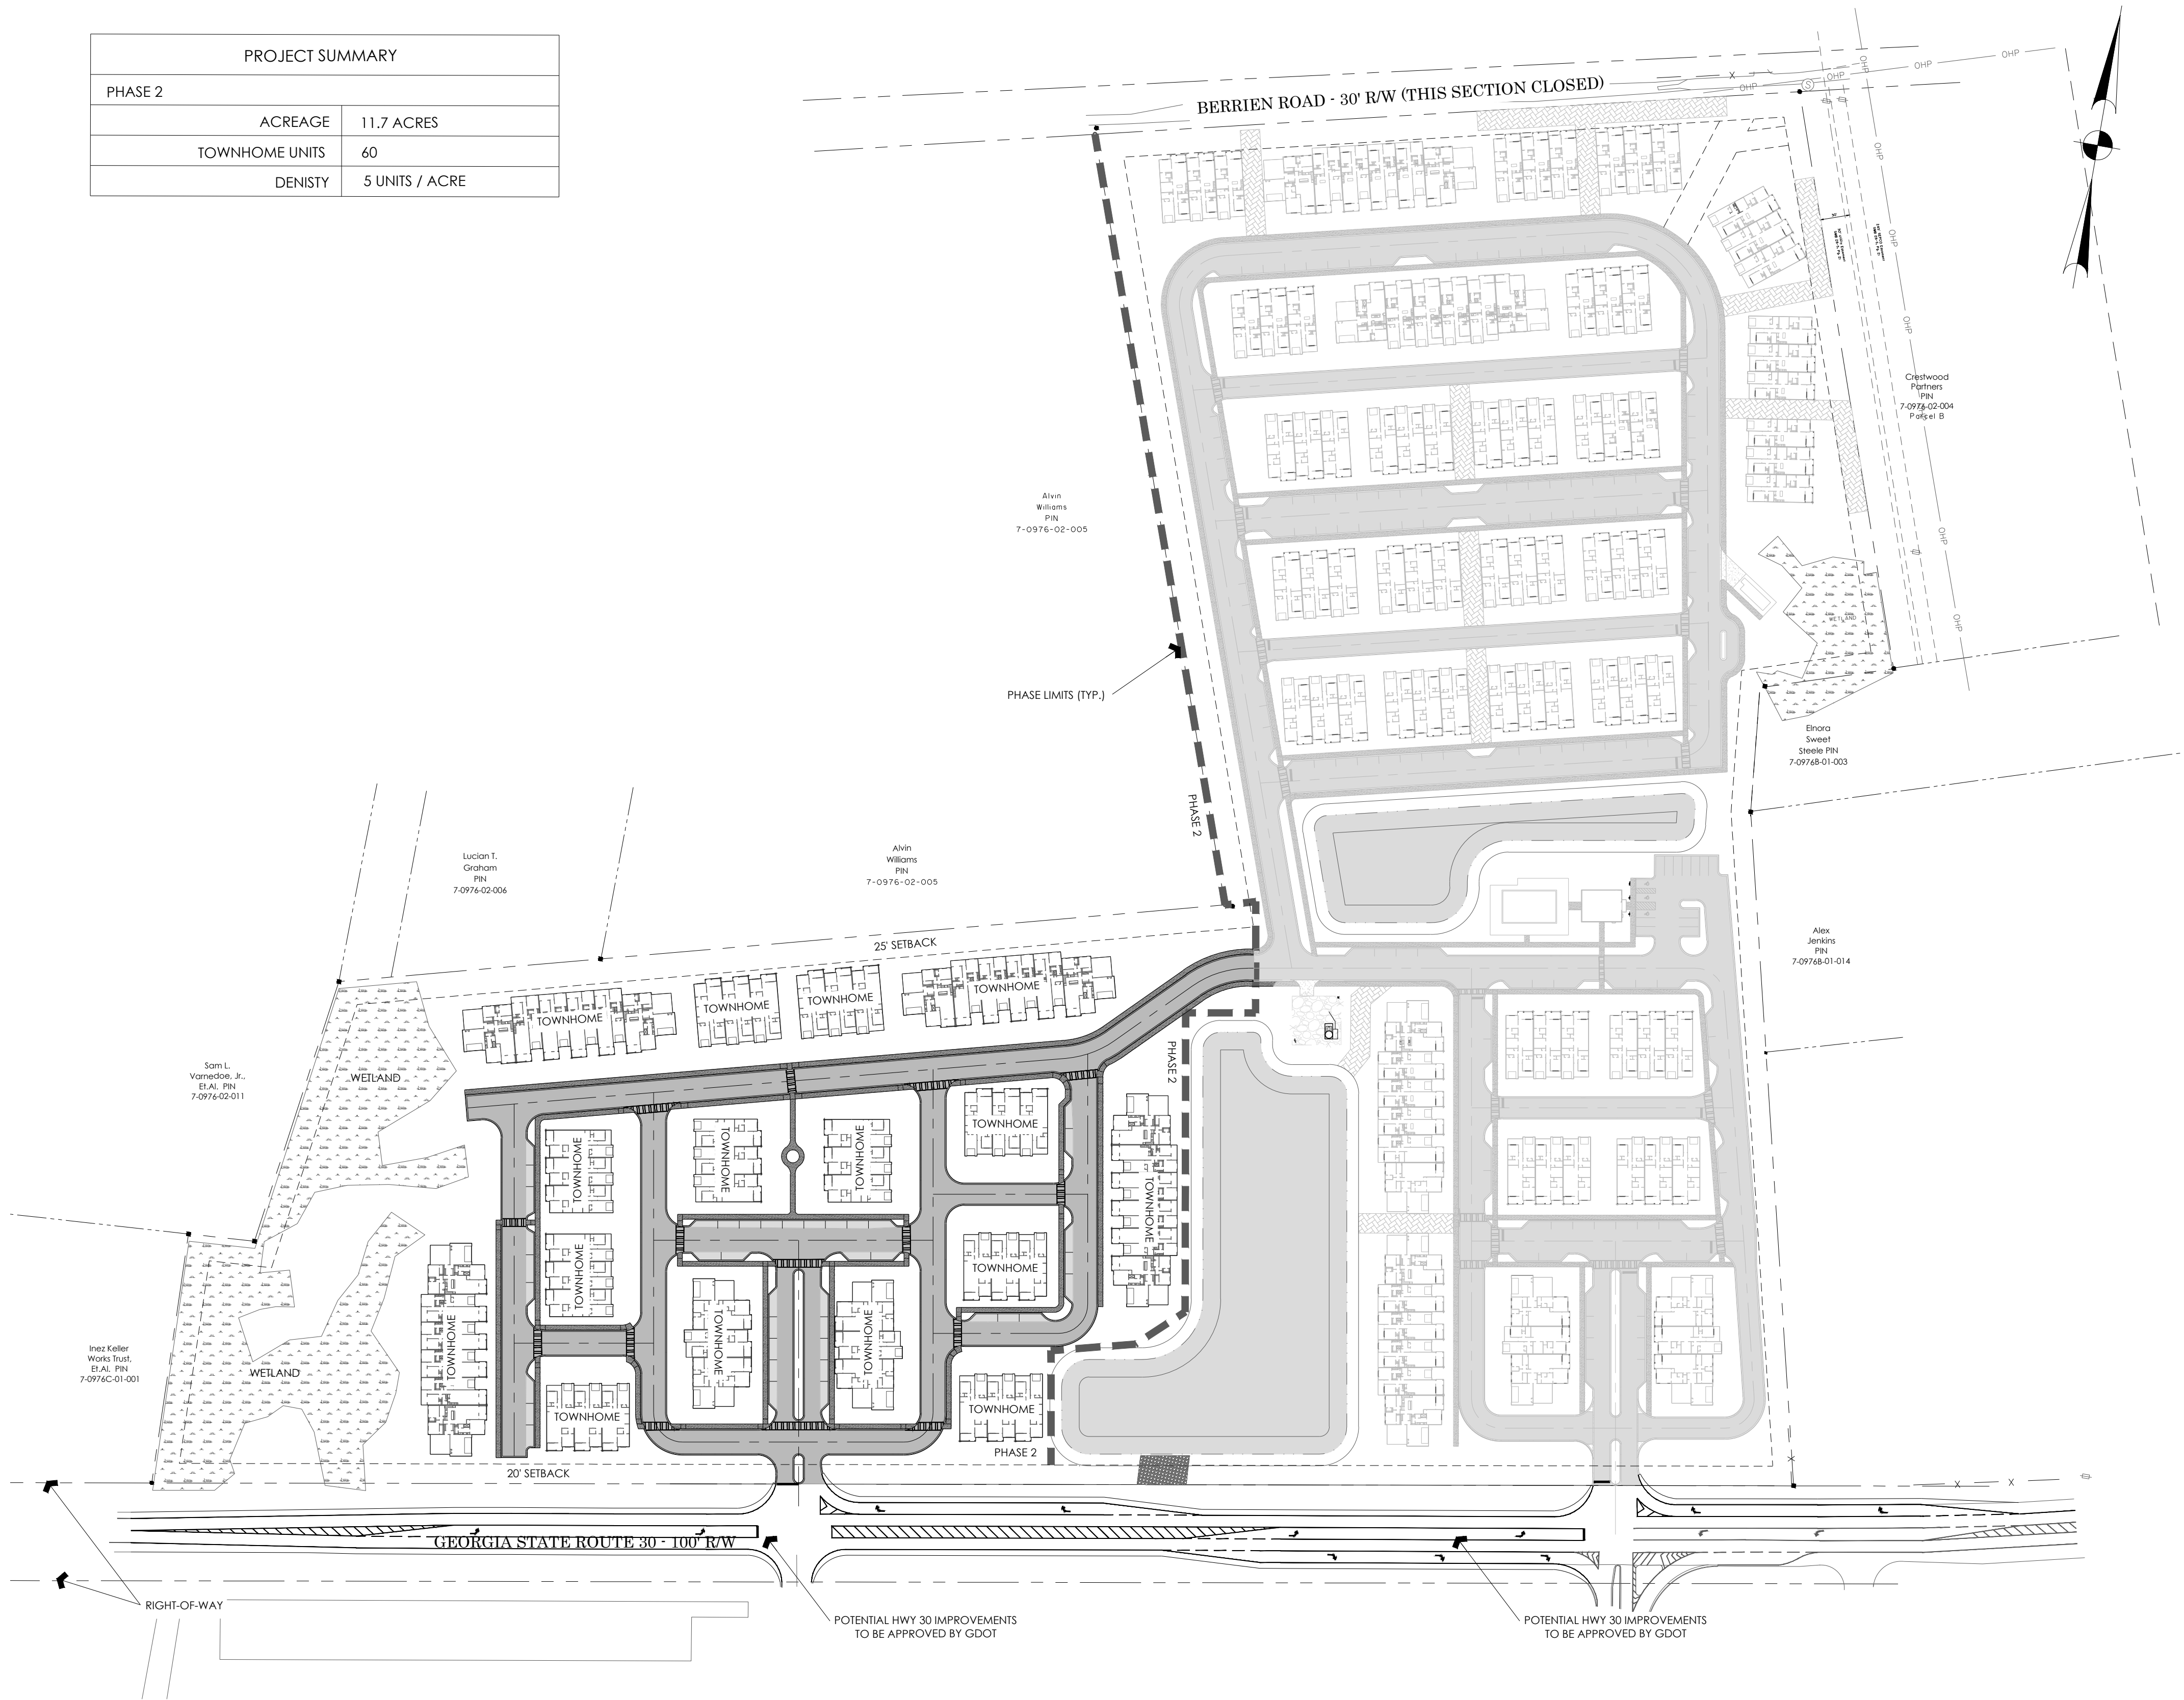 PROJECT SUMMARY
PHASE 2
ACREAGE 11.7 ACRES
TOWNHOME UNITS 60
DENISTY 5 UNITS / ACRE
BERRIEN ROAD - 30' R/W (THIS SECTION CLOSED)
X
S
OHP
OHP
OHP
OHP
OHP
OHP
OHP
OHP
OHP
OHP
OHP
Crestwood
Partners
PIN
7-0976-02-004
Parcel B
Alvin
Williams
PIN
7-0976-02-005
WETLAND
PHASE LIMITS (TYP.)
Elnora
Sweet
Steele PIN
7-0976B-01-003
PHASE 2
Lucian T.
Graham
PIN
7-0976-02-006
Alvin
Williams
PIN
7-0976-02-005
25' SETBACK
Alex
Jenkins
PIN
7-0976B-01-014
TOWNHOME
TOWNHOME
TOWNHOME
TOWNHOME
Sam L.
Varnedoe, Jr.,
Et.Al. PIN
7-0976-02-011
WETLAND
PHASE 2
TOWNHOME
TOWNHOME
TOWNHOME
TOWNHOME
TOWNHOME
TOWNHOME
TOWNHOME
Inez Keller
Works Trust,
Et.Al. PIN
7-0976C-01-001
WETLAND
TOWNHOME
TOWNHOME
TOWNHOME
TOWNHOME
TOWNHOME
PHASE 2
20' SETBACK
X
X
X
GEORGIA STATE ROUTE 30 - 100' R/W
RIGHT-OF-WAY
POTENTIAL HWY 30 IMPROVEMENTS
TO BE APPROVED BY GDOT
POTENTIAL HWY 30 IMPROVEMENTS
TO BE APPROVED BY GDOT